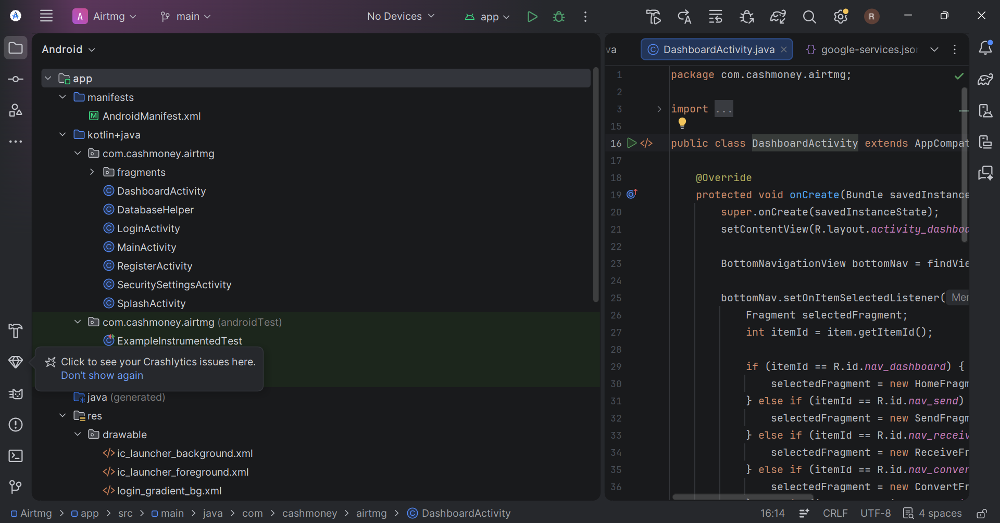 A Airtmg main No Devices app R
Android
app
manifests
AndroidManifest.xml
kotlin+java
com.cashmoney.airtmg
fragments
DashboardActivity
DatabaseHelper
LoginActivity
MainActivity
RegisterActivity
SecuritySettingsActivity
SplashActivity
com.cashmoney.airtmg (androidTest)
ExampleInstrumentedTest
Click to see your Crashlytics issues here.
Don't show again
java (generated)
res
drawable
ic_launcher_background.xml
ic_launcher_foreground.xml
login_gradient_bg.xml
va DashboardActivity.java google-services.jso
1 package com.cashmoney.airtmg;
2
3 import ...
15
16 public class DashboardActivity extends AppCompat
17
18 @Override
19 protected void onCreate(Bundle savedInstance
20 super.onCreate(savedInstanceState);
21 setContentView(R.layout.activity_dashboa
22
23 BottomNavigationView bottomNav = findVie
24
25 bottomNav.setOnItemSelectedListener( Men
26 Fragment selectedFragment;
27 int itemId = item.getItemId();
28
29 if (itemId == R.id.nav_dashboard) {
30 selectedFragment = new HomeFragm
31 } else if (itemId == R.id.nav_send)
32 selectedFragment = new SendFragm
33 } else if (itemId == R.id.nav_receiv
34 selectedFragment = new ReceiveFr
35 } else if (itemId == R.id.nav_conver
36 selectedFragment = new ConvertFr
Airtmg > app > src > main > java > com > cashmoney > airtmg > DashboardActivity 16:14 CRLF UTF-8 4 spaces